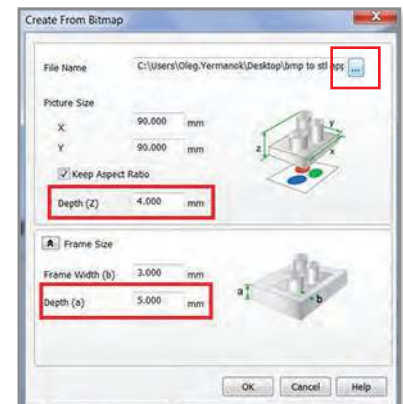 Create From Bitmap
File Name C:\Users\Oleg.Yermanok\Desktop\bmp to stl app ...
Picture Size
X 90.000 mm
Y 90.000 mm
Keep Aspect Ratio
Depth (Z) 4.000 mm
z y x
Frame Size
Frame Width (b) 3.000 mm
Depth (a) 5.000 mm
a b
OK Cancel Help